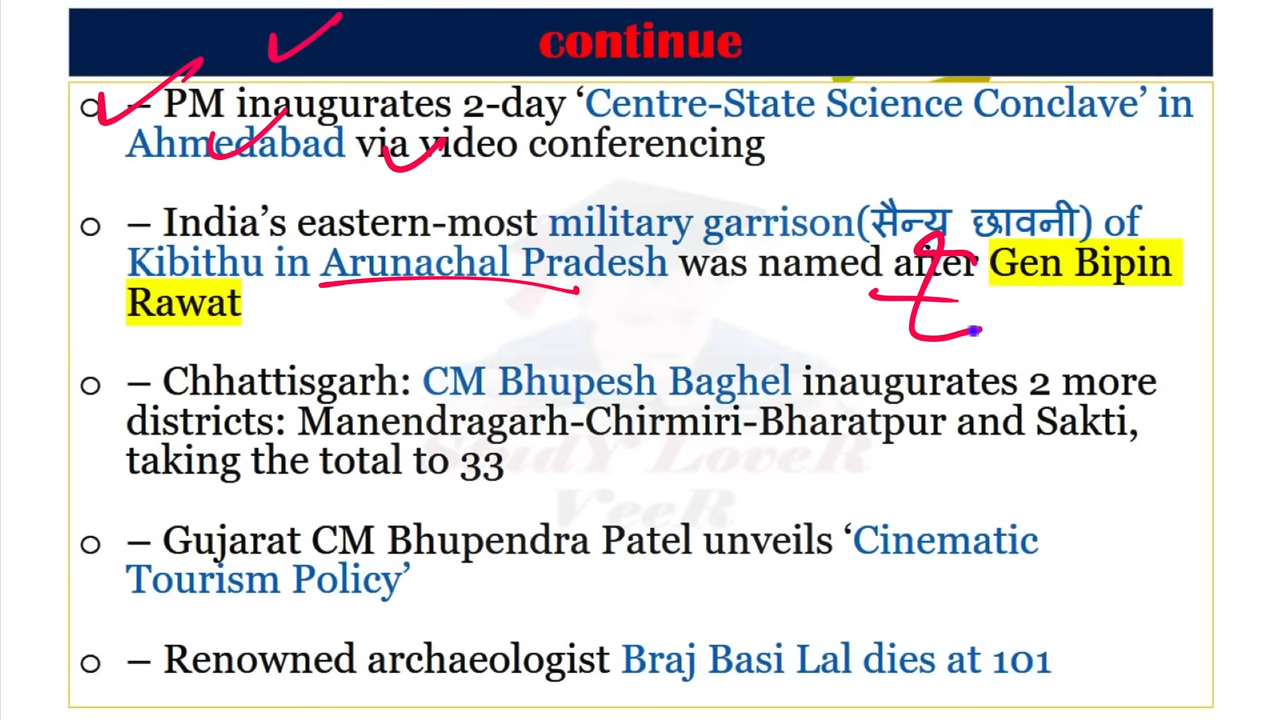 continue
– PM inaugurates 2-day ‘Centre-State Science Conclave’ in
Ahmedabad via video conferencing
– India’s eastern-most military garrison(सैन्य छावनी) of
Kibithu in Arunachal Pradesh was named after Gen Bipin
Rawat
– Chhattisgarh: CM Bhupesh Baghel inaugurates 2 more
districts: Manendragarh-Chirmiri-Bharatpur and Sakti,
taking the total to 33
StudY LoveR
VeeR
– Gujarat CM Bhupendra Patel unveils ‘Cinematic
Tourism Policy’
– Renowned archaeologist Braj Basi Lal dies at 101